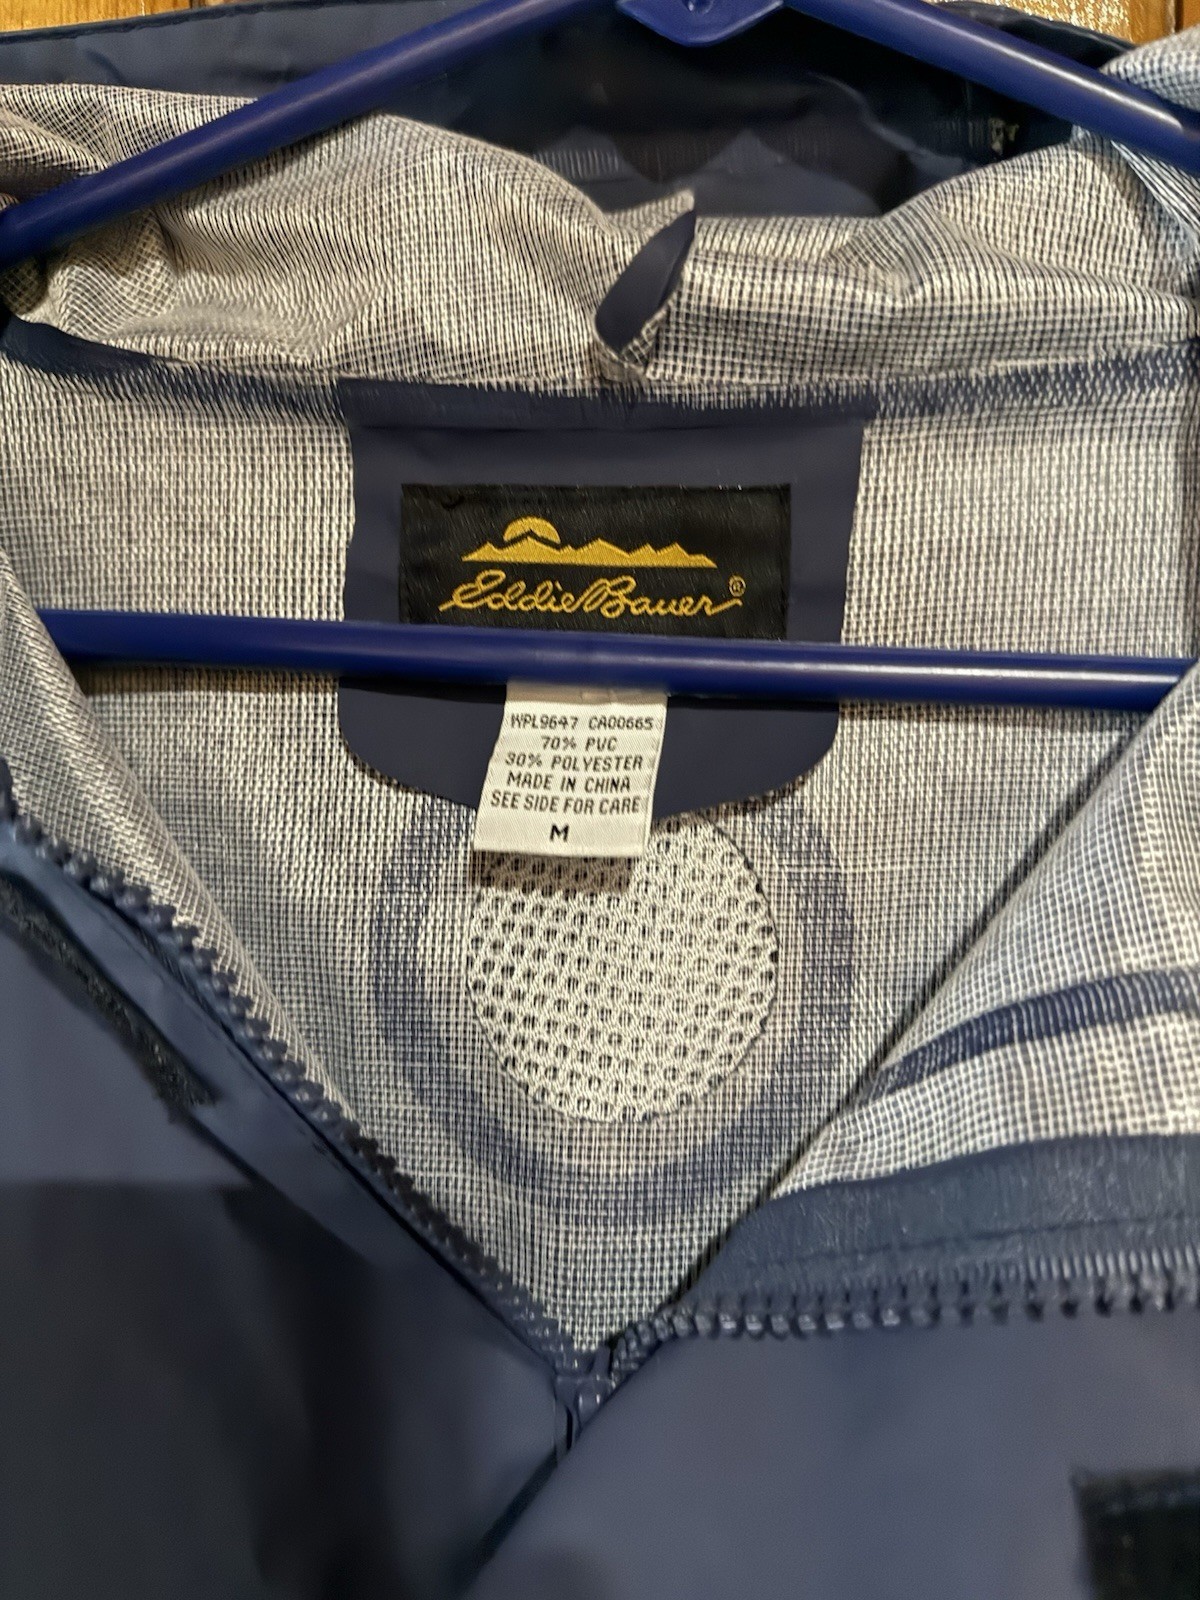 Eddie Bauer®
WPL9647 CA00665
70% PVC
30% POLYESTER
MADE IN CHINA
SEE SIDE FOR CARE
M